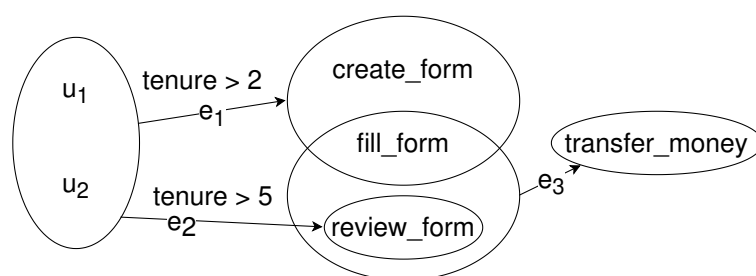 u1
u2
tenure > 2
e1
tenure > 5
e2
create_form
fill_form
review_form
e3
transfer_money